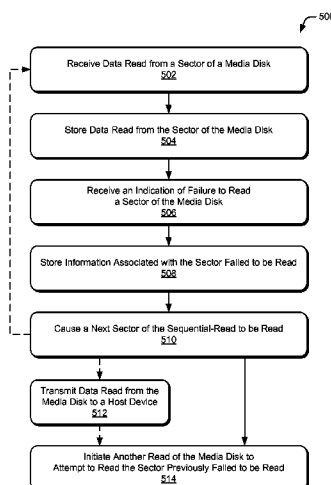 500
Receive Data Read from a Sector of a Media Disk
502
Store Data Read from the Sector of the Media Disk
504
Receive an Indication of Failure to Read
a Sector of the Media Disk
506
Store Information Associated with the Sector Failed to be Read
508
Cause a Next Sector of the Sequential-Read to be Read
510
Transmit Data Read from the
Media Disk to a Host Device
512
Initiate Another Read of the Media Disk to
Attempt to Read the Sector Previously Failed to be Read
514